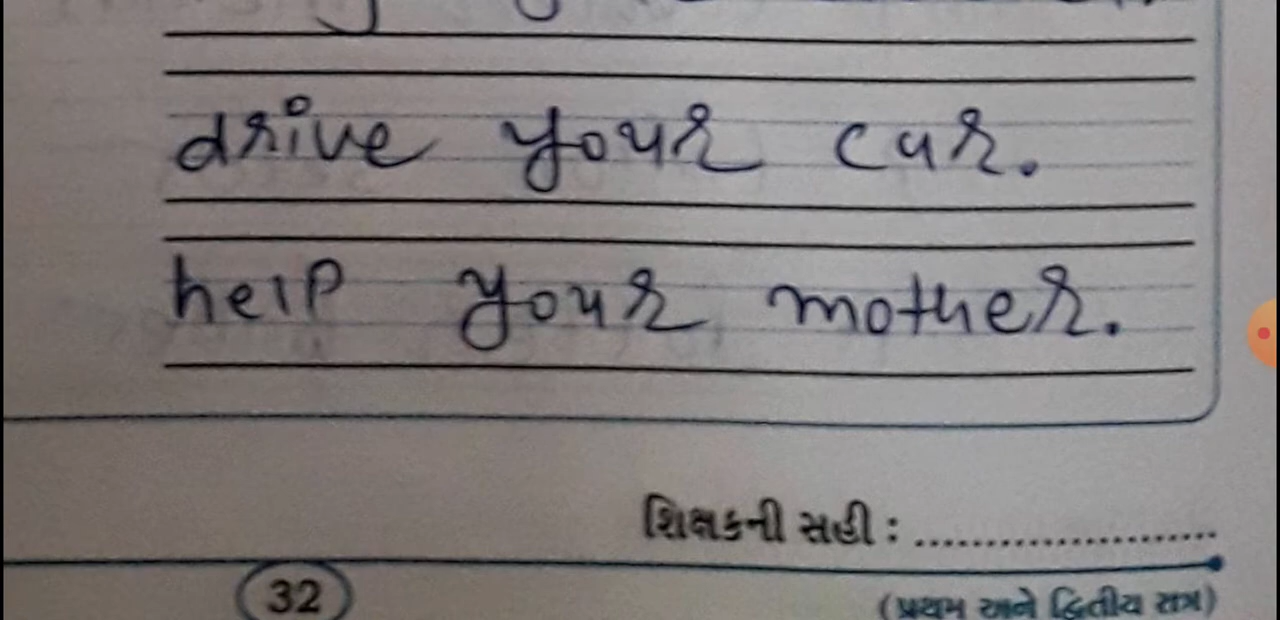 drive your car.
help your mother.
શિક્ષકની સહી : ......................
32
(પ્રથમ અને દ્વિતીય સત્ર)